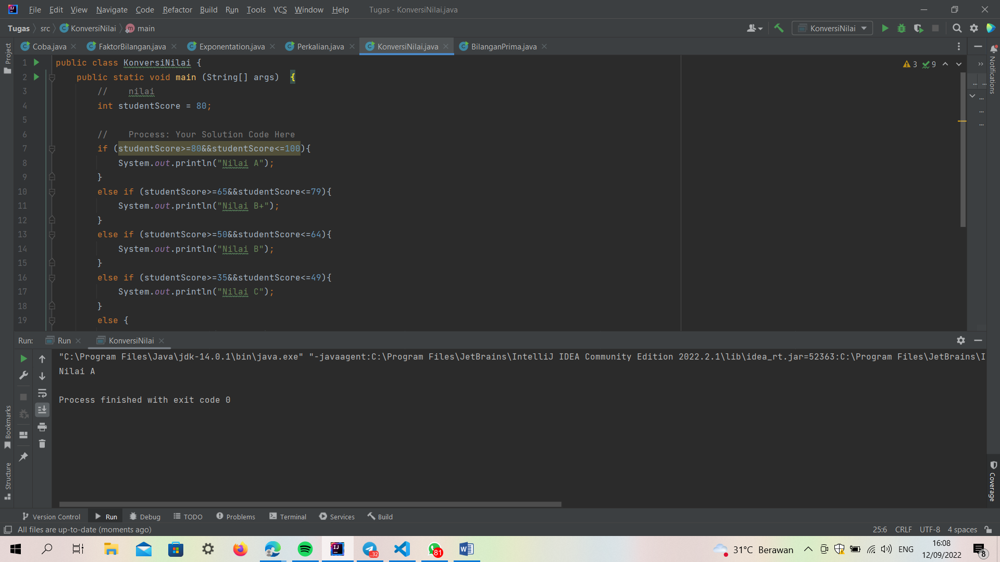 File Edit View Navigate Code Refactor Build Run Tools VCS Window Help Tugas - KonversiNilai.java
Tugas src KonversiNilai main KonversiNilai
Coba.java FaktorBilangan.java Exponentation.java Perkalian.java KonversiNilai.java BilanganPrima.java
Project
Notifications
3 9
1 public class KonversiNilai {
2 public static void main (String[] args) {
3 // nilai
4 int studentScore = 80;
5
6 // Process: Your Solution Code Here
7 if (studentScore>=80&&studentScore<=100){
8 System.out.println("Nilai A");
9 }
10 else if (studentScore>=65&&studentScore<=79){
11 System.out.println("Nilai B+");
12 }
13 else if (studentScore>=50&&studentScore<=64){
14 System.out.println("Nilai B");
15 }
16 else if (studentScore>=35&&studentScore<=49){
17 System.out.println("Nilai C");
18 }
19 else {
Run: Run KonversiNilai
"C:\Program Files\Java\jdk-14.0.1\bin\java.exe" "-javaagent:C:\Program Files\JetBrains\IntelliJ IDEA Community Edition 2022.2.1\lib\idea_rt.jar=52363:C:\Program Files\JetBrains\I
Nilai A
Process finished with exit code 0
Bookmarks
Structure
Coverage
Version Control Run Debug TODO Problems Terminal Services Build
All files are up-to-date (moments ago) 25:6 CRLF UTF-8 4 spaces
31°C Berawan ENG 16:08
12/09/2022
..32 81 8